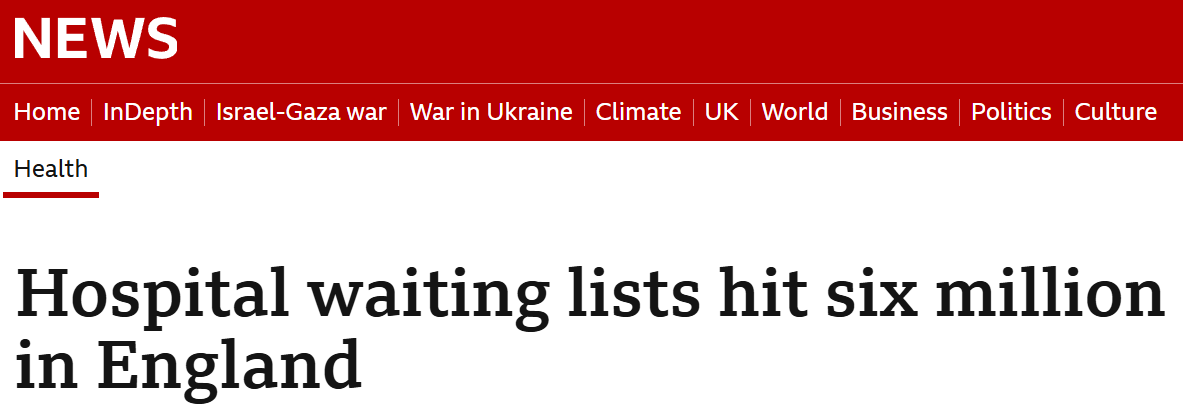 NEWS
Home InDepth Israel-Gaza war War in Ukraine Climate UK World Business Politics Culture
Health
Hospital waiting lists hit six million
in England